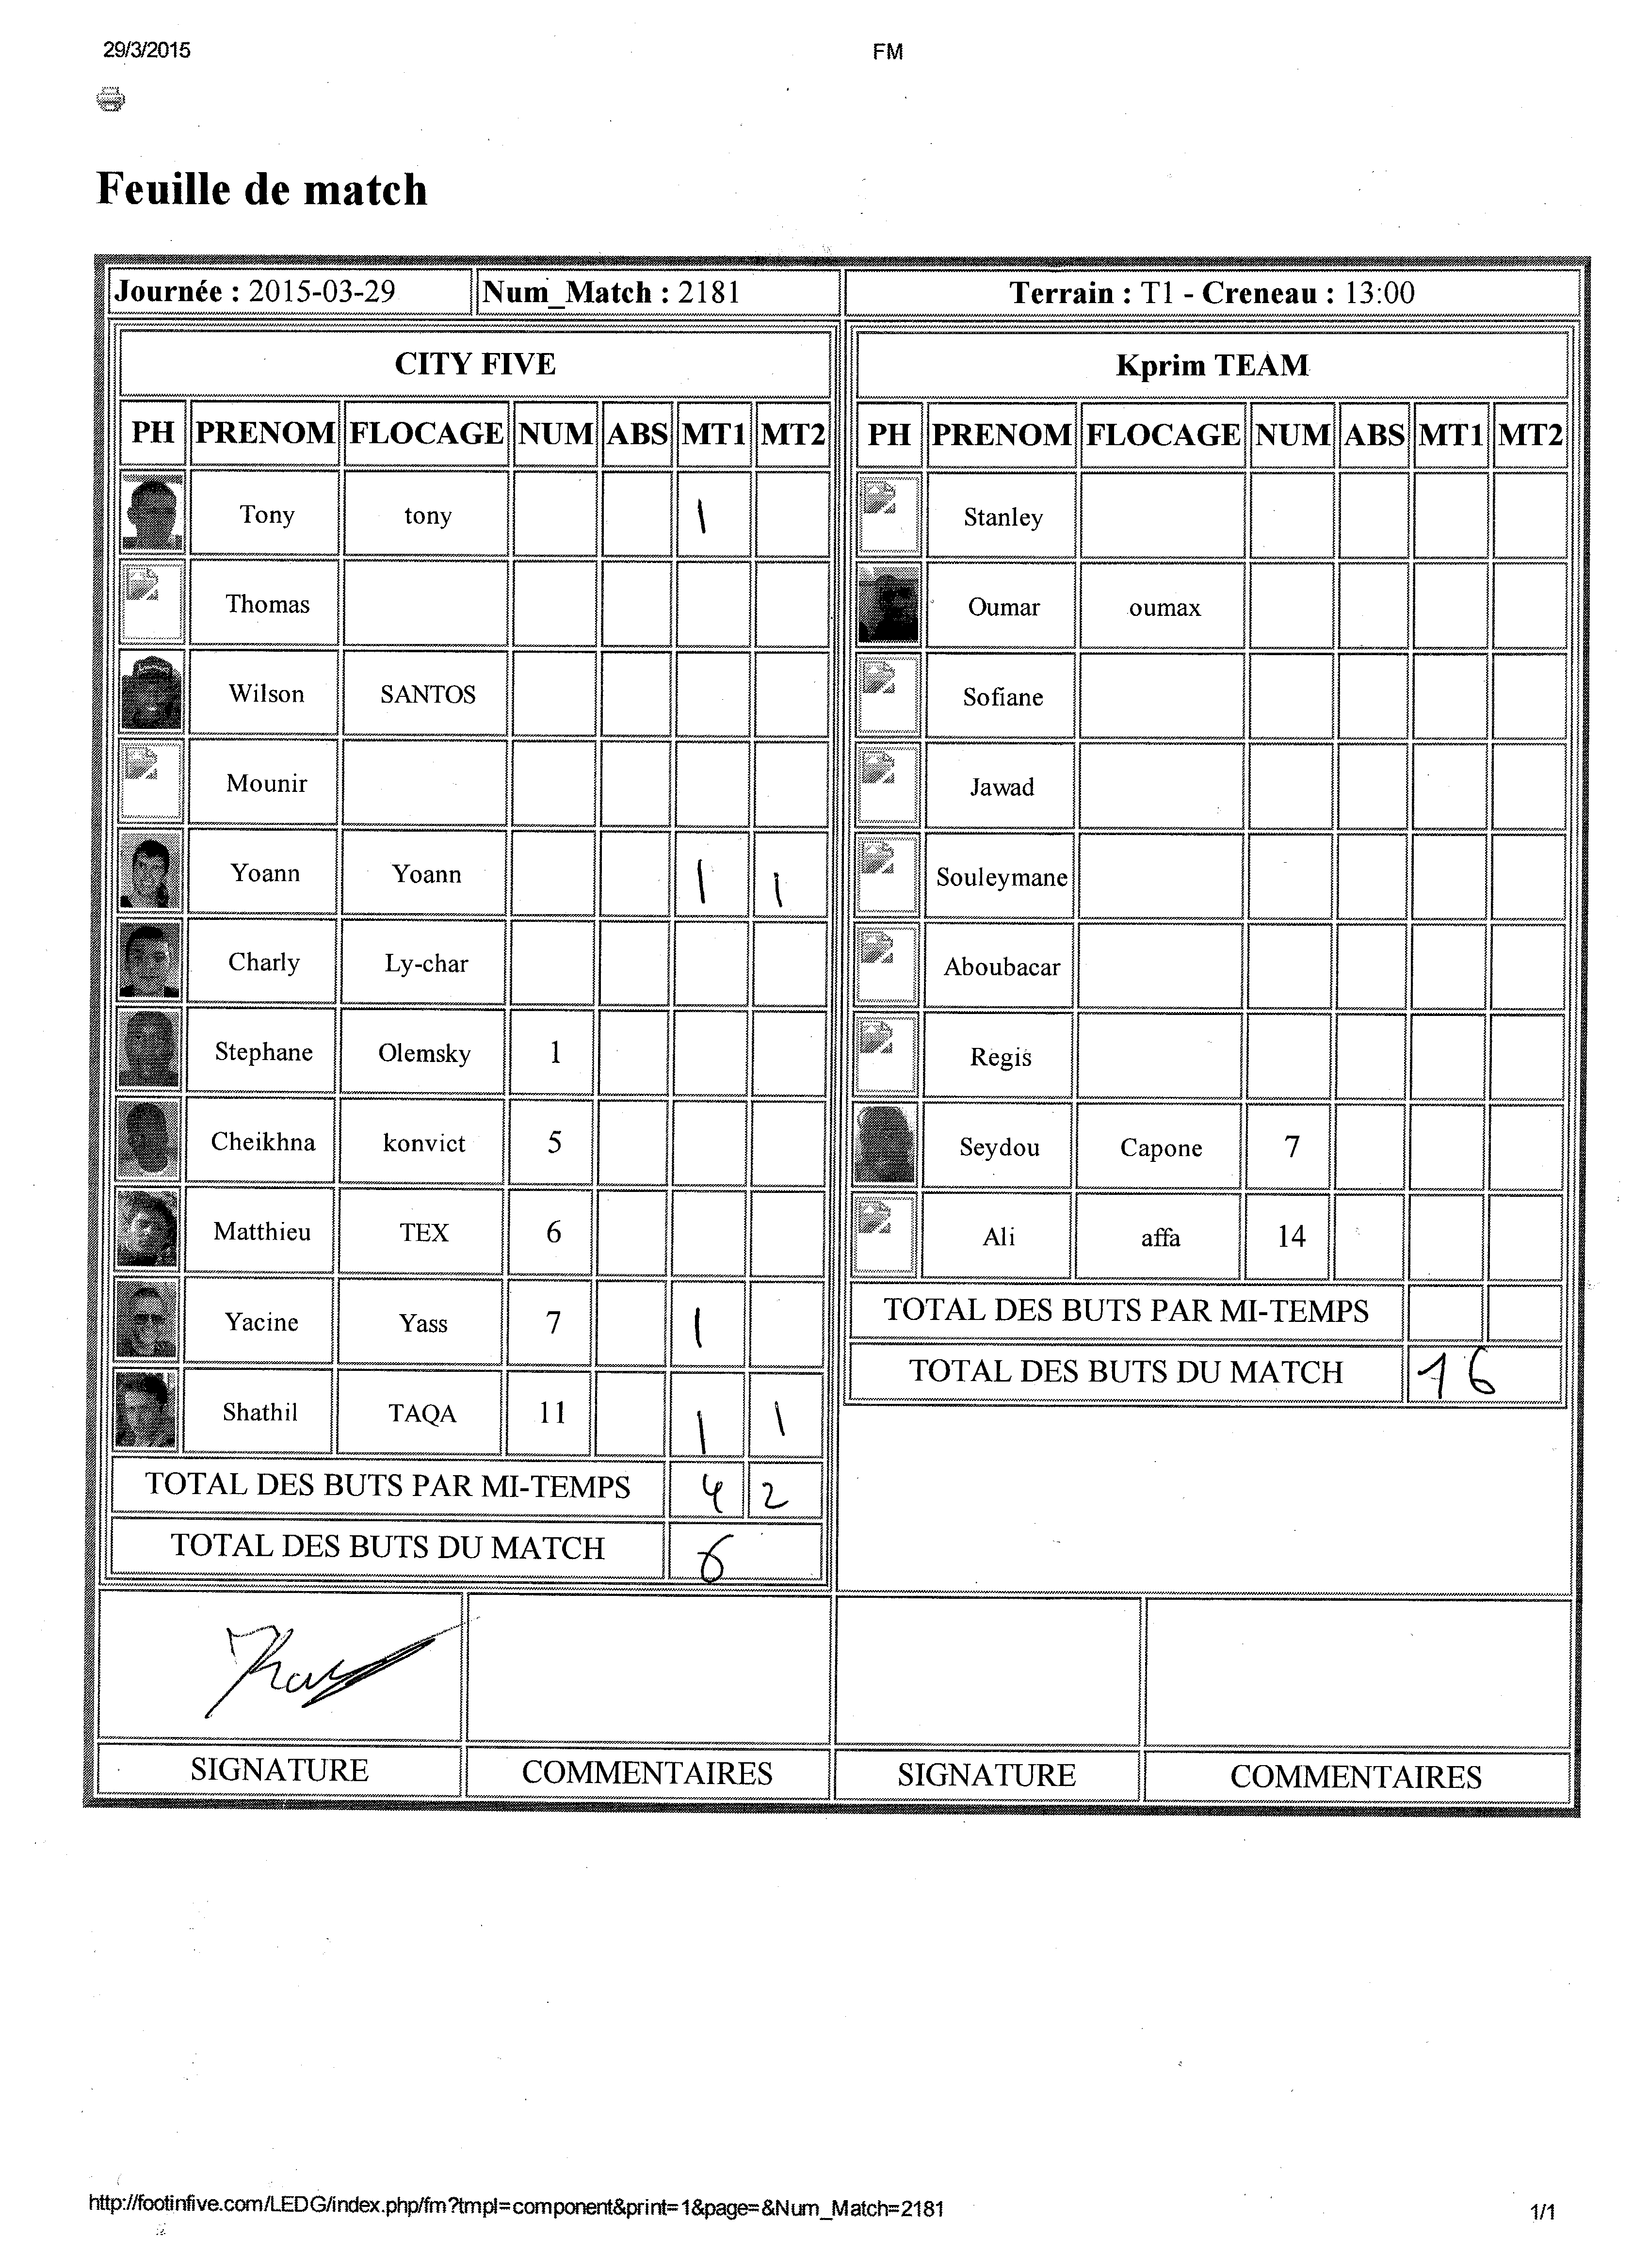 29/3/2015 FM
Feuille de match
Journée : 2015-03-29 Num_Match : 2181 Terrain : T1 - Creneau : 13:00
CITY FIVE
PH PRENOM FLOCAGE NUM ABS MT1 MT2
Tony tony 1
Thomas
Wilson SANTOS
Mounir
Yoann Yoann 1 1
Charly Ly-char
Stephane Olemsky 1
Cheikhna konvict 5
Matthieu TEX 6
Yacine Yass 7 1
Shathil TAQA 11 1 1
TOTAL DES BUTS PAR MI-TEMPS 4 2
TOTAL DES BUTS DU MATCH 6
Kprim TEAM
PH PRENOM FLOCAGE NUM ABS MT1 MT2
Stanley
Oumar oumax
Sofiane
Jawad
Souleymane
Aboubacar
Regis
Seydou Capone 7
Ali affa 14
TOTAL DES BUTS PAR MI-TEMPS
TOTAL DES BUTS DU MATCH 16
SIGNATURE COMMENTAIRES SIGNATURE COMMENTAIRES
http://footinfive.com/LEDG/index.php/fm?tmpl=component&print=1&page=&Num_Match=2181 1/1